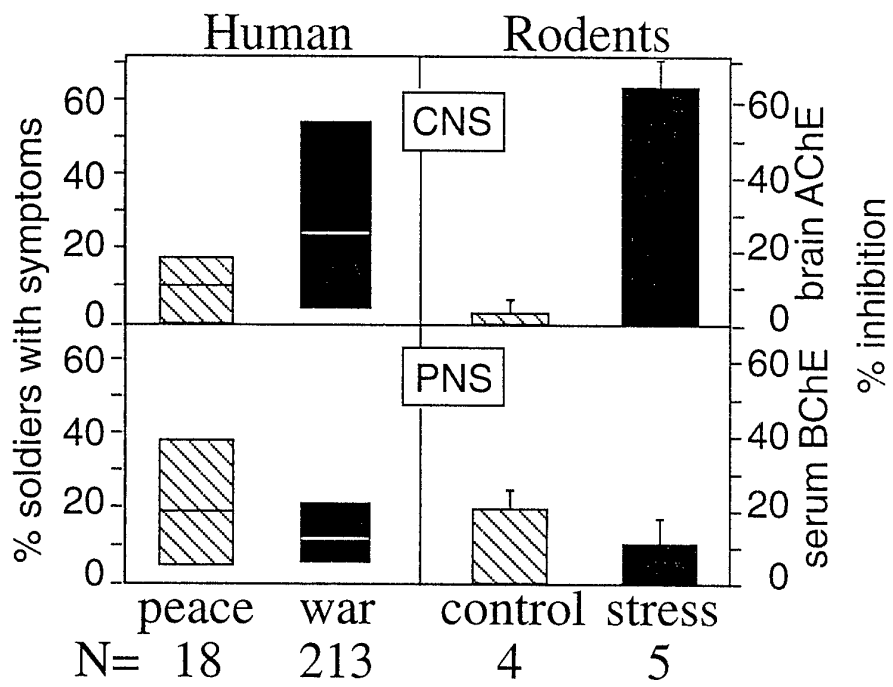 Human Rodents
% soldiers with symptoms
60
40
20
0
60
40
20
0
CNS
PNS
60
40
20
0
60
40
20
0
brain AChE
serum BChE
% inhibition
peace war control stress
N= 18 213 4 5